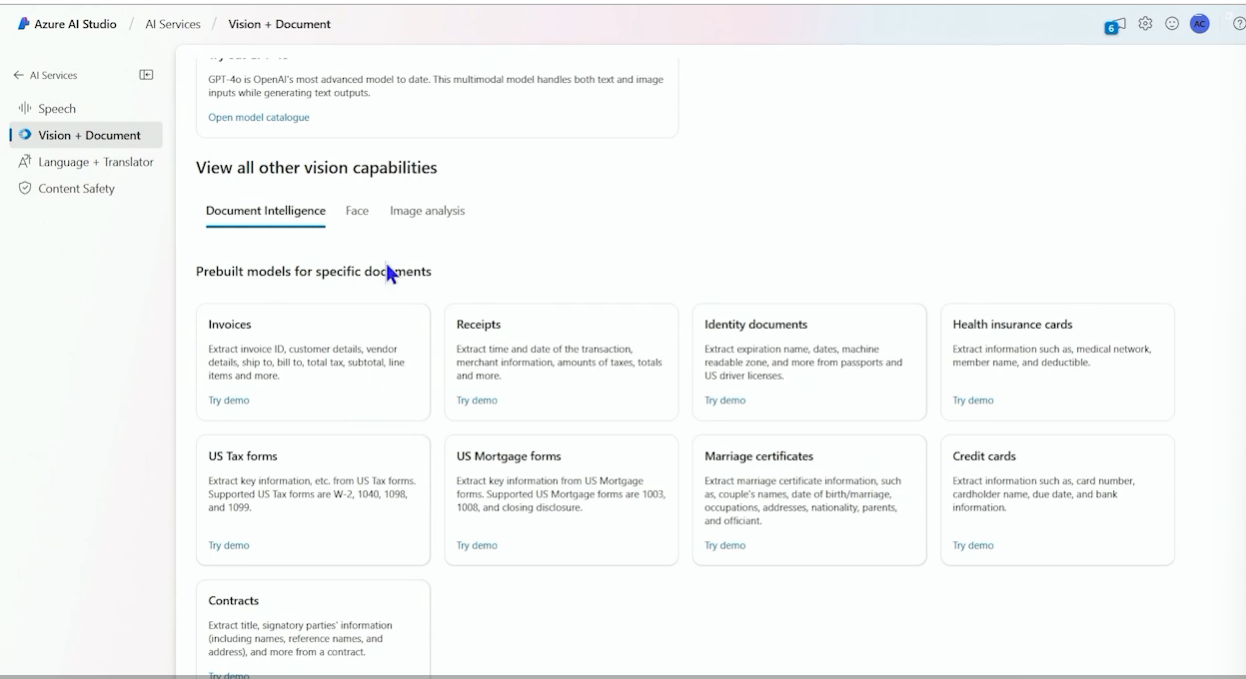 Azure AI Studio / AI Services / Vision + Document
6
AC
AI Services
Speech
Vision + Document
Language + Translator
Content Safety
GPT-4o is OpenAI's most advanced model to date. This multimodal model handles both text and image
inputs while generating text outputs.
Open model catalogue
View all other vision capabilities
Document Intelligence Face Image analysis
Prebuilt models for specific documents
Invoices
Extract invoice ID, customer details, vendor
details, ship to, bill to, total tax, subtotal, line
items and more.
Try demo
Receipts
Extract time and date of the transaction,
merchant information, amounts of taxes, totals
and more.
Try demo
Identity documents
Extract expiration name, dates, machine
readable zone, and more from passports and
US driver licenses.
Try demo
Health insurance cards
Extract information such as, medical network,
member name, and deductible.
Try demo
US Tax forms
Extract key information, etc. from US Tax forms.
Supported US Tax forms are W-2, 1040, 1098,
and 1099.
Try demo
US Mortgage forms
Extract key information from US Mortgage
forms. Supported US Mortgage forms are 1003,
1008, and closing disclosure.
Try demo
Marriage certificates
Extract marriage certificate information, such
as, couple's names, date of birth/marriage,
occupations, addresses, nationality, parents,
and officiant.
Try demo
Credit cards
Extract information such as, card number,
cardholder name, due date, and bank
information.
Try demo
Contracts
Extract title, signatory parties' information
(including names, reference names, and
address), and more from a contract.
Try demo